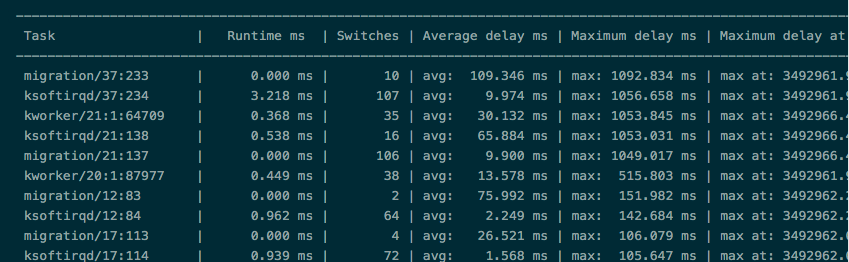 Task | Runtime ms | Switches | Average delay ms | Maximum delay ms | Maximum delay at
migration/37:233 | 0.000 ms | 10 | avg: 109.346 ms | max: 1092.834 ms | max at: 3492961.9
ksoftirqd/37:234 | 3.218 ms | 107 | avg: 9.974 ms | max: 1056.658 ms | max at: 3492961.9
kworker/21:1:64709 | 0.368 ms | 35 | avg: 30.132 ms | max: 1053.845 ms | max at: 3492966.4
ksoftirqd/21:138 | 0.538 ms | 16 | avg: 65.884 ms | max: 1053.031 ms | max at: 3492966.4
migration/21:137 | 0.000 ms | 106 | avg: 9.900 ms | max: 1049.017 ms | max at: 3492966.4
kworker/20:1:87977 | 0.449 ms | 38 | avg: 13.578 ms | max: 515.803 ms | max at: 3492961.9
migration/12:83 | 0.000 ms | 2 | avg: 75.992 ms | max: 151.982 ms | max at: 3492962.2
ksoftirqd/12:84 | 0.962 ms | 64 | avg: 2.249 ms | max: 142.684 ms | max at: 3492962.2
migration/17:113 | 0.000 ms | 4 | avg: 26.521 ms | max: 106.079 ms | max at: 3492962.6
ksoftirqd/17:114 | 0.939 ms | 72 | avg: 1.568 ms | max: 105.647 ms | max at: 3492962.6